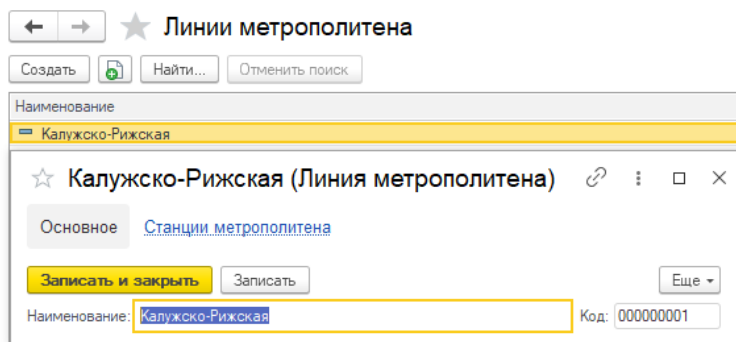 Линии метрополитена
Создать Найти... Отменить поиск
Наименование
Калужско-Рижская
Калужско-Рижская (Линия метрополитена)
Основное Станции метрополитена
Записать и закрыть Записать Еще
Наименование: Калужско-Рижская Код: 000000001